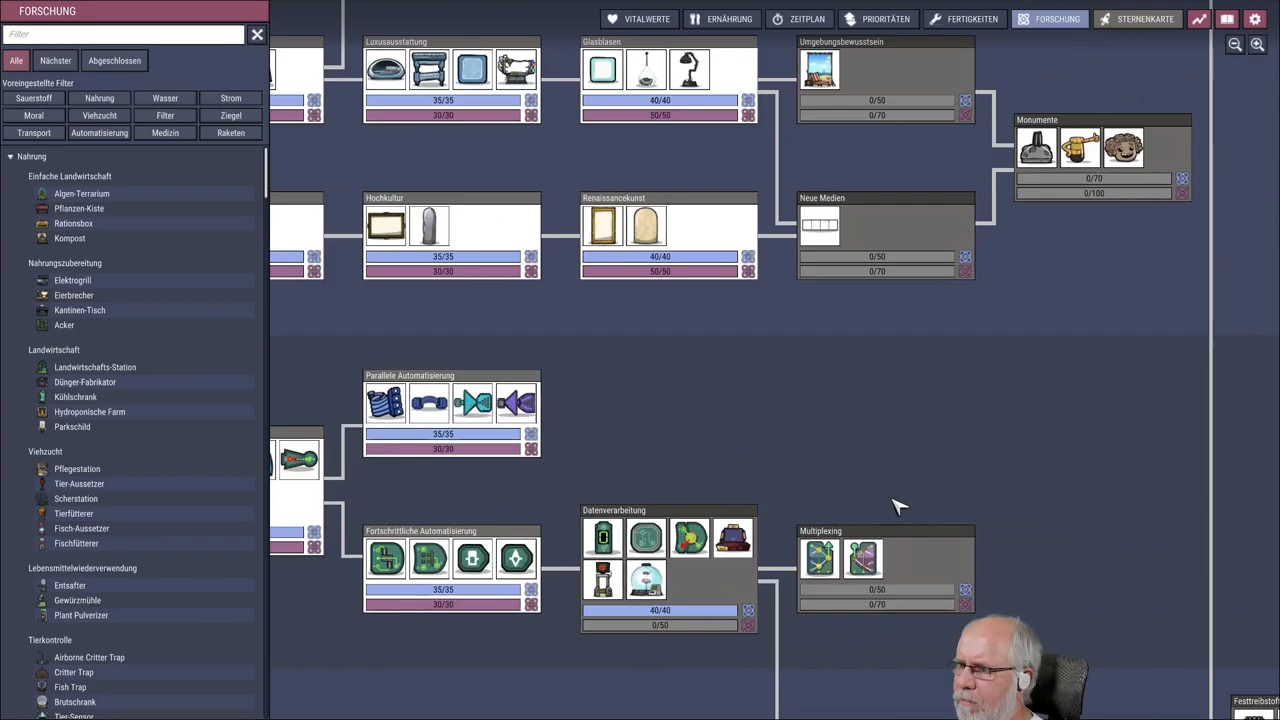 FORSCHUNG
VITALWERTE
ERNÄHRUNG
ZEITPLAN
PRIORITÄTEN
FERTIGKEITEN
FORSCHUNG
STERNENKARTE
Filter
Alle
Nächster
Abgeschlossen
Voreingestellte Filter
Sauerstoff
Nahrung
Wasser
Strom
Moral
Viehzucht
Filter
Ziegel
Transport
Automatisierung
Medizin
Raketen
Nahrung
Einfache Landwirtschaft
Algen-Terrarium
Pflanzen-Kiste
Rationsbox
Kompost
Nahrungszubereitung
Elektrogrill
Eierbrecher
Kantinen-Tisch
Acker
Landwirtschaft
Landwirtschafts-Station
Dünger-Fabrikator
Kühlschrank
Hydroponische Farm
Parkschild
Viehzucht
Pflegestation
Tier-Aussetzer
Scherstation
Tierfütterer
Fisch-Aussetzer
Fischfütterer
Lebensmittelwiederverwendung
Entsafter
Gewürzmühle
Plant Pulverizer
Tierkontrolle
Airborne Critter Trap
Critter Trap
Fish Trap
Brutschrank
Tier-Sensor
Luxusausstattung
35/35
30/30
Glasblasen
40/40
50/50
Umgebungsbewusstsein
0/50
0/70
Monumente
0/70
0/100
Hochkultur
35/35
30/30
Renaissancekunst
40/40
50/50
Neue Medien
0/50
0/70
Parallele Automatisierung
35/35
30/30
Fortschrittliche Automatisierung
35/35
30/30
Datenverarbeitung
40/40
0/50
Multiplexing
0/50
0/70